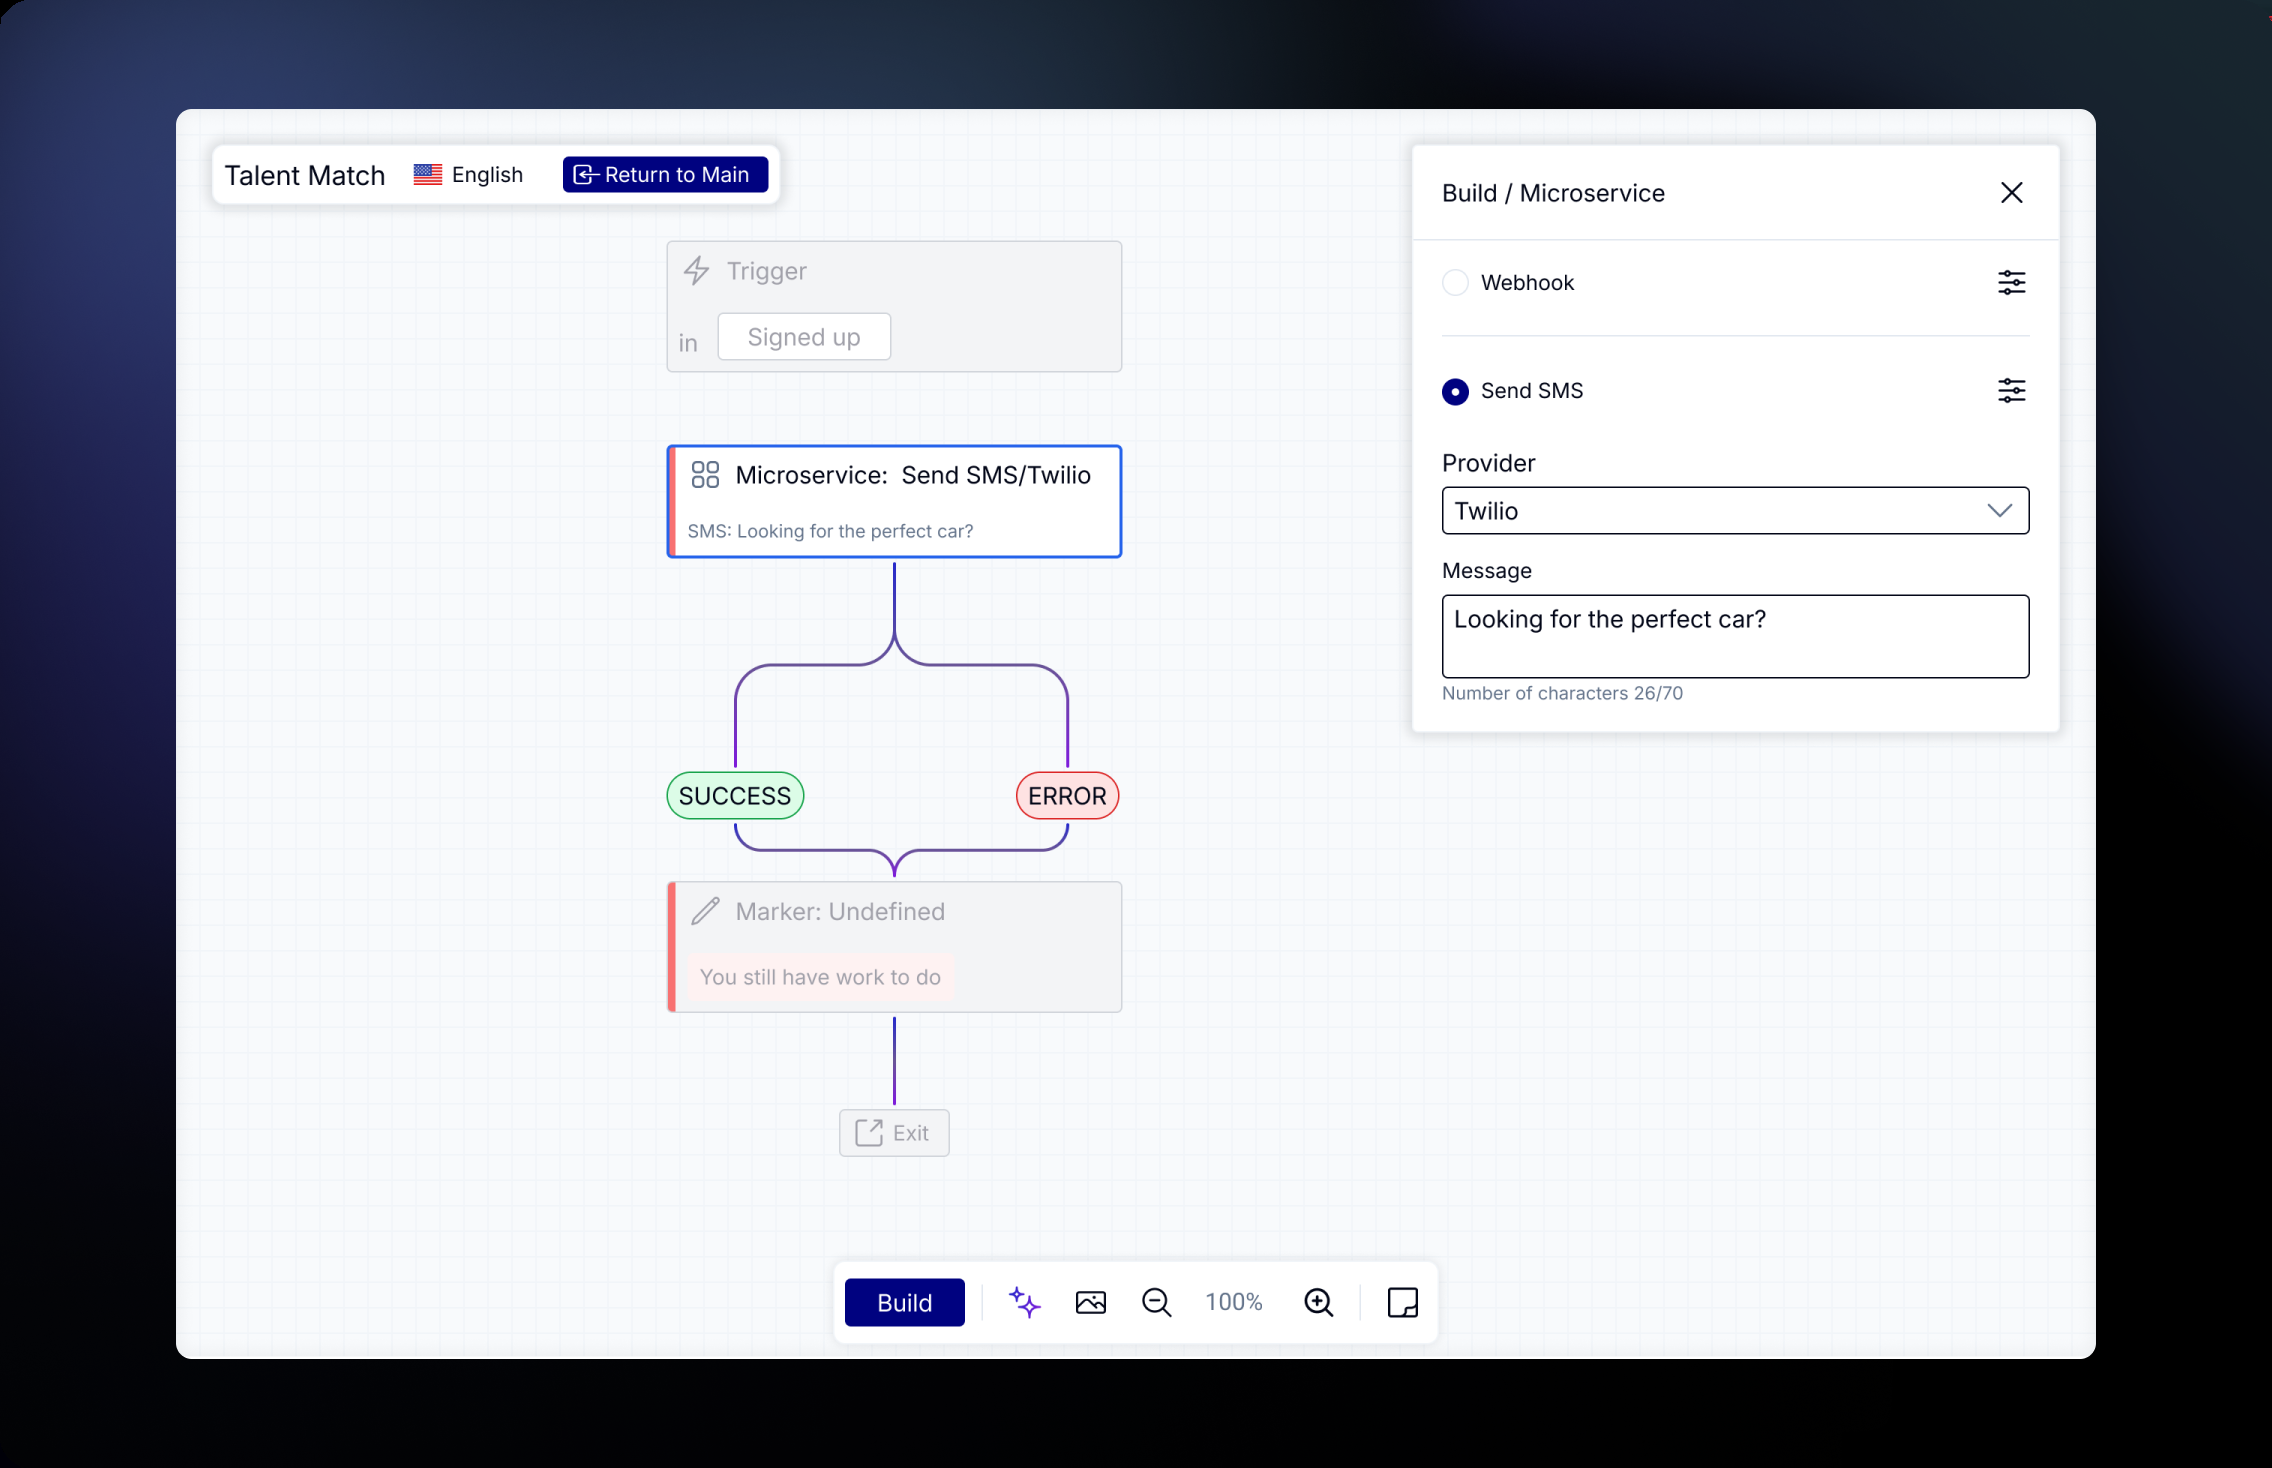 Talent Match
English
Return to Main
Trigger
in
Signed up
Microservice: Send SMS/Twilio
SMS: Looking for the perfect car?
SUCCESS
ERROR
Marker: Undefined
You still have work to do
Exit
Build / Microservice
Webhook
Send SMS
Provider
Twilio
Message
Looking for the perfect car?
Number of characters 26/70
Build
100%